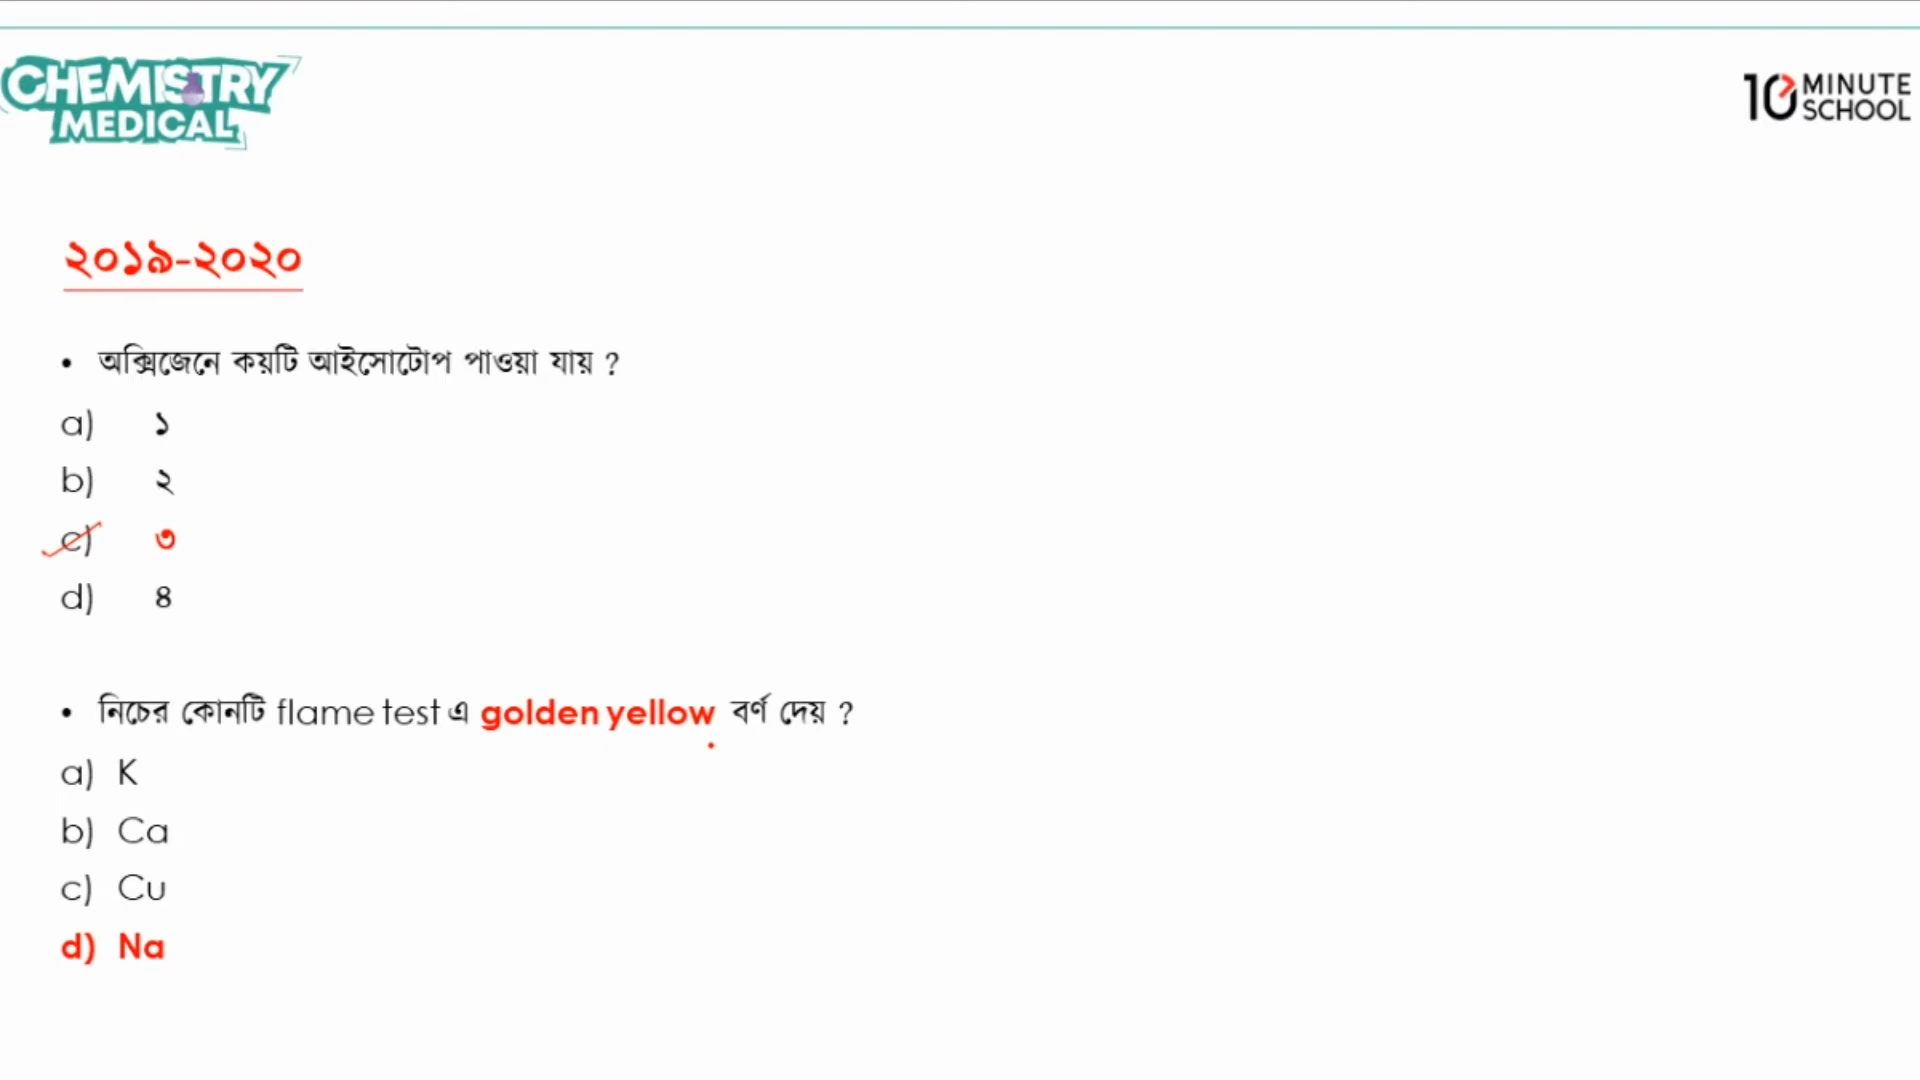 CHEMISTRY
MEDICAL
10 MINUTE
SCHOOL
২০১৯-২০২০
• অক্সিজেনে কয়টি আইসোটোপ পাওয়া যায় ?
a) ১
b) ২
c) ৩
d) ৪
• নিচের কোনটি flame test এ golden yellow বর্ণ দেয় ?
a) K
b) Ca
c) Cu
d) Na